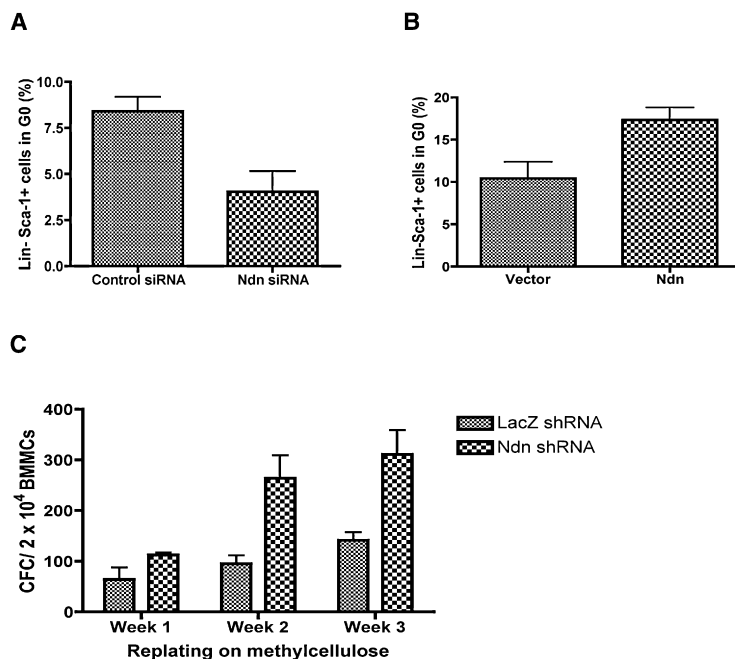 A
Lin- Sca-1+ cells in G0 (%)
10.0
7.5
5.0
2.5
0.0
Control siRNA
Ndn siRNA
B
Lin-Sca-1+ cells in G0 (%)
20
15
10
5
0
Vector
Ndn
C
CFC/ 2 x 10⁴ BMMCs
400
300
200
100
0
Week 1
Week 2
Week 3
Replating on methylcellulose
LacZ shRNA
Ndn shRNA